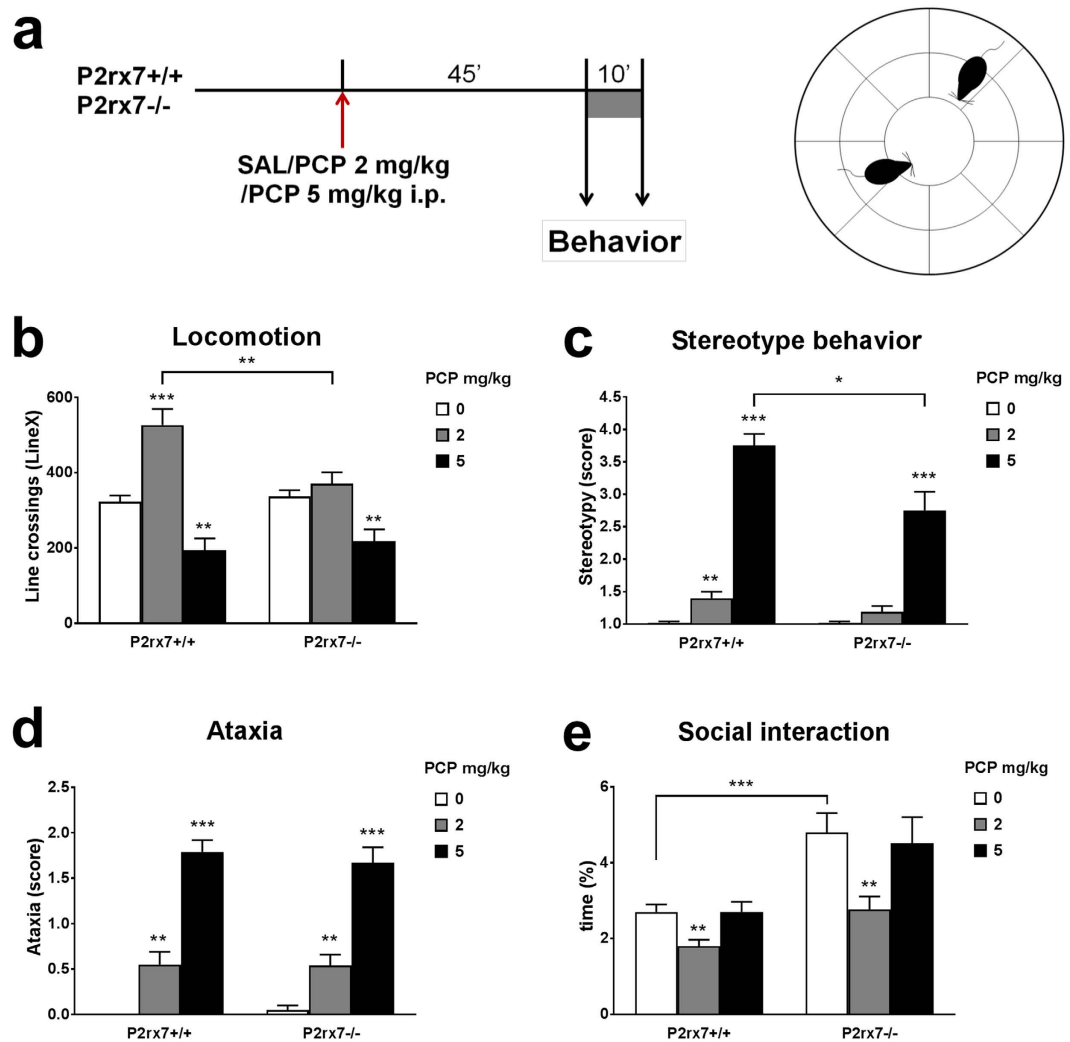 a
P2rx7+/+
P2rx7-/-
45’
10’
SAL/PCP 2 mg/kg
/PCP 5 mg/kg i.p.
Behavior
b
Locomotion
**
PCP mg/kg
0
2
5
Line crossings (LineX)
600
400
200
0
***
**
**
P2rx7+/+
P2rx7-/-
c
Stereotype behavior
*
PCP mg/kg
0
2
5
Stereotypy (score)
4.5
4.0
3.5
3.0
2.5
2.0
1.5
1.0
**
***
***
P2rx7+/+
P2rx7-/-
d
Ataxia
PCP mg/kg
0
2
5
Ataxia (score)
2.5
2.0
1.5
1.0
0.5
0.0
**
***
**
***
P2rx7+/+
P2rx7-/-
e
Social interaction
***
PCP mg/kg
0
2
5
time (%)
6
4
2
0
**
**
P2rx7+/+
P2rx7-/-